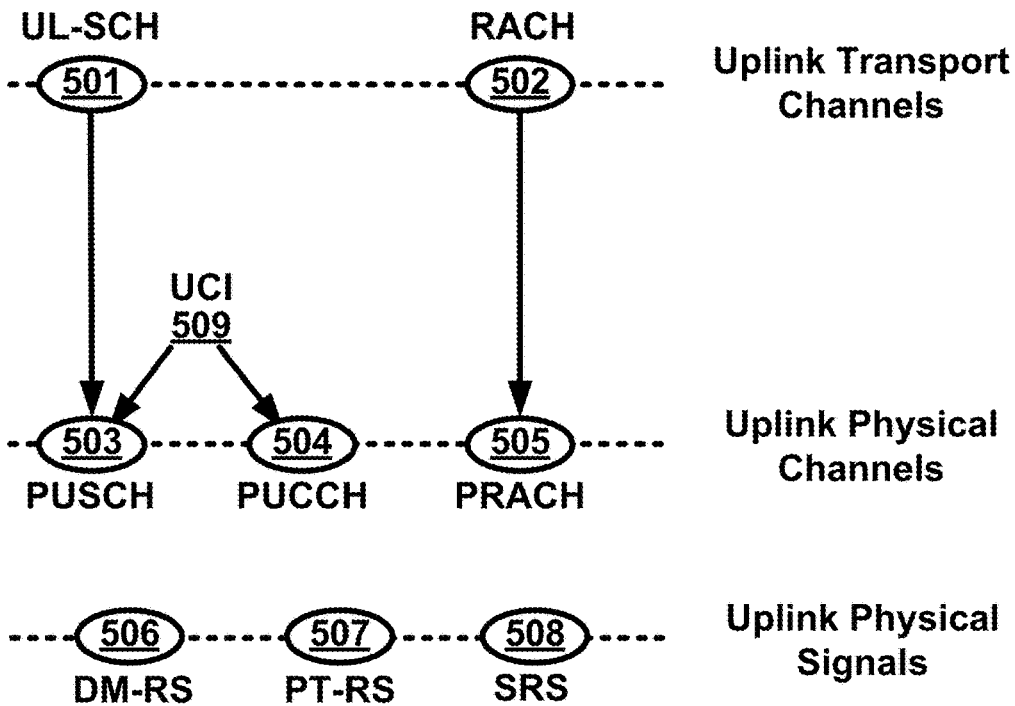 UL-SCH
RACH
501
502
Uplink Transport
Channels
UCI
509
503
504
505
Uplink Physical
Channels
PUSCH
PUCCH
PRACH
506
507
508
Uplink Physical
Signals
DM-RS
PT-RS
SRS